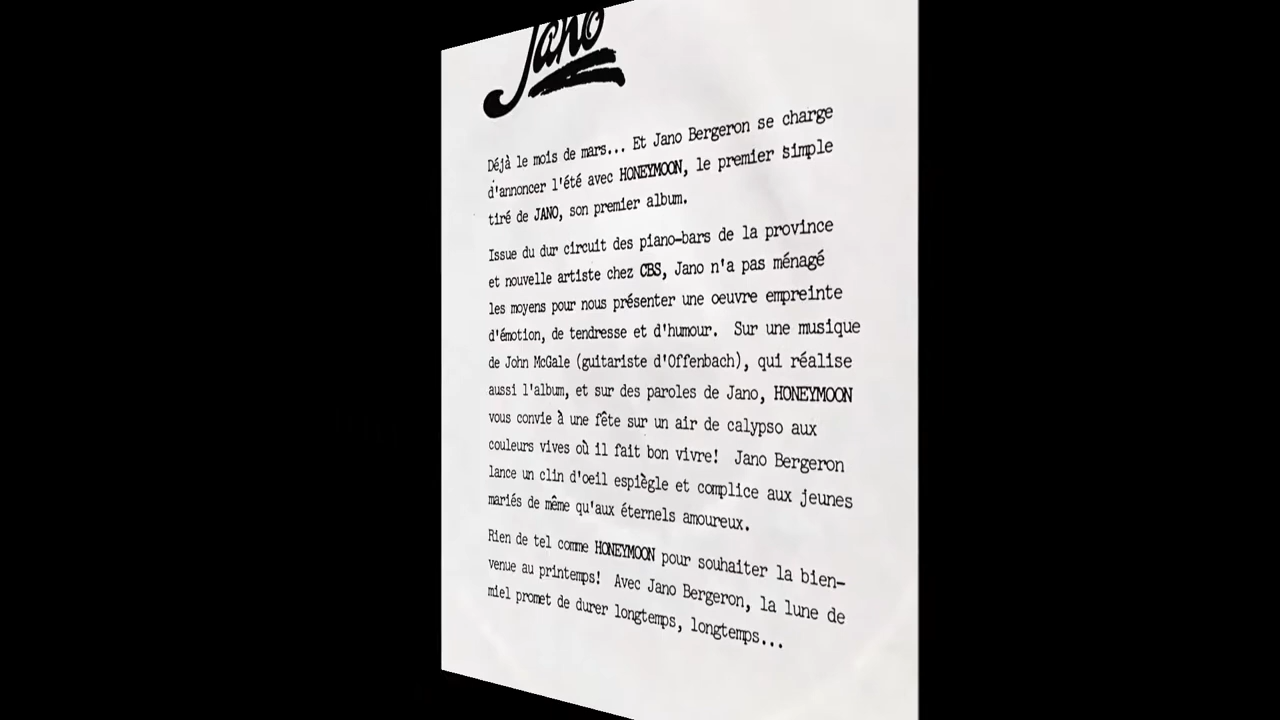 Jano
Déjà le mois de mars... Et Jano Bergeron se charge
d'annoncer l'été avec HONEYMOON, le premier simple
tiré de JANO, son premier album.
Issue du dur circuit des piano-bars de la province
et nouvelle artiste chez CBS, Jano n'a pas ménagé
les moyens pour nous présenter une oeuvre empreinte
d'émotion, de tendresse et d'humour. Sur une musique
de John McGale (guitariste d'Offenbach), qui réalise
aussi l'album, et sur des paroles de Jano, HONEYMOON
vous convie à une fête sur un air de calypso aux
couleurs vives où il fait bon vivre! Jano Bergeron
lance un clin d'oeil espiègle et complice aux jeunes
mariés de même qu'aux éternels amoureux.
Rien de tel comme HONEYMOON pour souhaiter la bien-
venue au printemps! Avec Jano Bergeron, la lune de
miel promet de durer longtemps, longtemps...